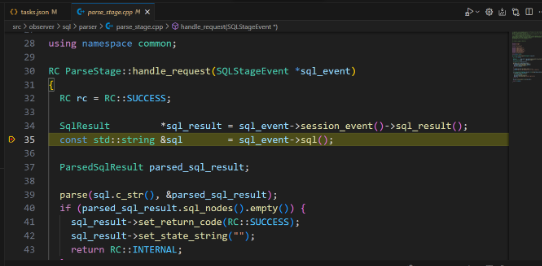 tasks.json M
parse_stage.cpp M ×
src > observer > sql > parser > parse_stage.cpp > handle_request(SQLStageEvent *)
28 using namespace common;
29
30 RC ParseStage::handle_request(SQLStageEvent *sql_event)
31 {
32 RC rc = RC::SUCCESS;
33
34 SqlResult *sql_result = sql_event->session_event()->sql_result();
35 const std::string &sql = sql_event->sql();
36
37 ParsedSqlResult parsed_sql_result;
38
39 parse(sql.c_str(), &parsed_sql_result);
40 if (parsed_sql_result.sql_nodes().empty()) {
41 sql_result->set_return_code(RC::SUCCESS);
42 sql_result->set_state_string("");
43 return RC::INTERNAL;